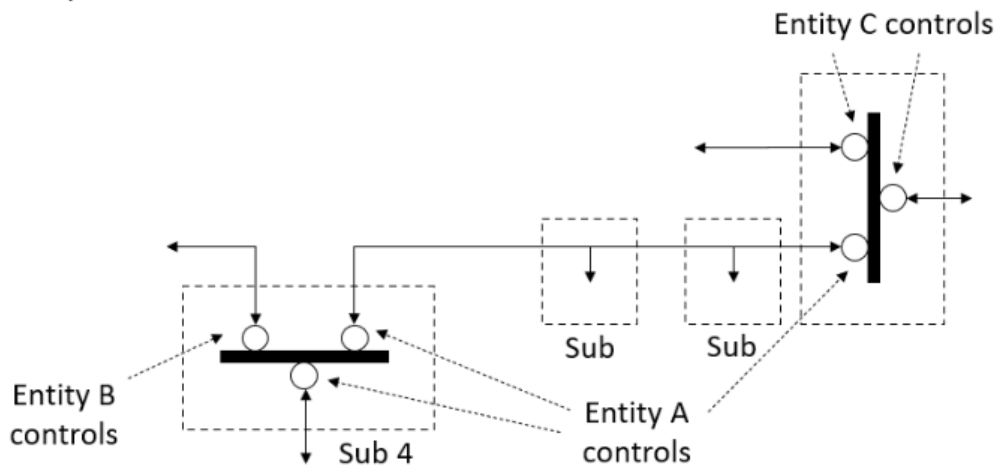 Entity C controls
Sub
Sub
Entity B
controls
Entity A
controls
Sub 4